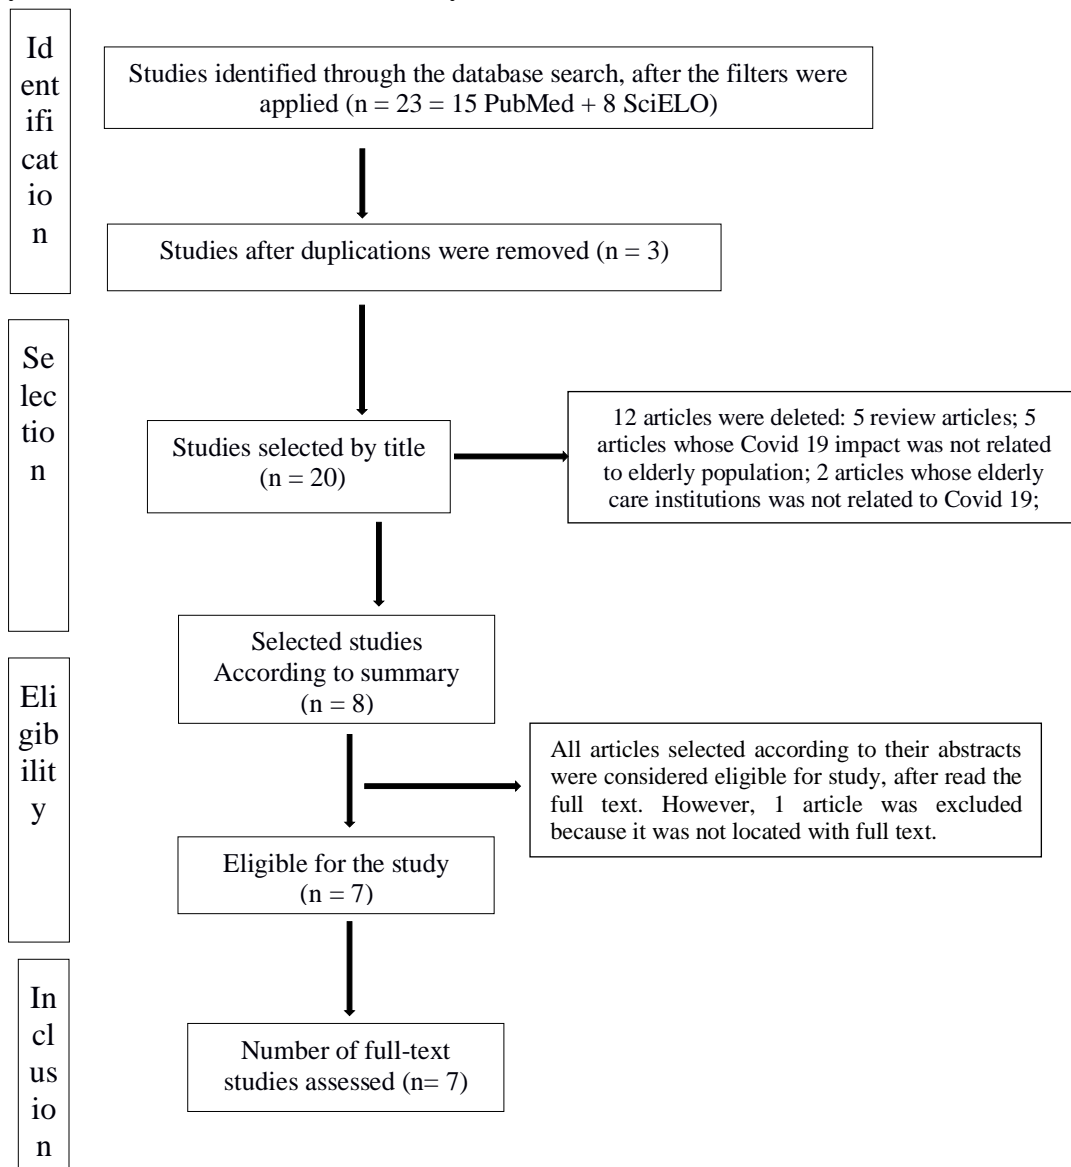 Id
ent
ifi
cat
io
n
Studies identified through the database search, after the filters were
applied (n = 23 = 15 PubMed + 8 SciELO)
Studies after duplications were removed (n = 3)
Se
lec
tio
n
Studies selected by title
(n = 20)
12 articles were deleted: 5 review articles; 5
articles whose Covid 19 impact was not related
to elderly population; 2 articles whose elderly
care institutions was not related to Covid 19;
Selected studies
According to summary
(n = 8)
Eli
gib
ilit
y
All articles selected according to their abstracts
were considered eligible for study, after read the
full text. However, 1 article was excluded
because it was not located with full text.
Eligible for the study
(n = 7)
In
cl
us
io
n
Number of full-text
studies assessed (n= 7)